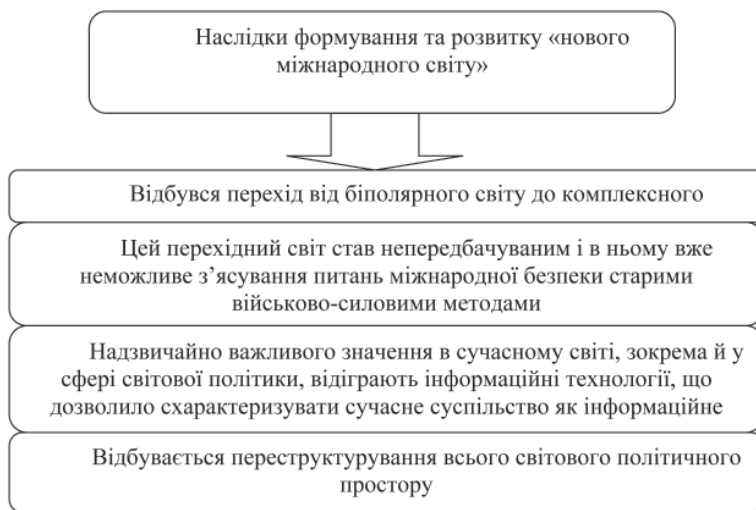 Наслідки формування та розвитку «нового
міжнародного світу»
Відбувся перехід від біполярного світу до комплексного
Цей перехідний світ став непередбачуваним і в ньому вже
неможливе з’ясування питань міжнародної безпеки старими
військово-силовими методами
Надзвичайно важливого значення в сучасному світі, зокрема й у
сфері світової політики, відіграють інформаційні технології, що
дозволило схарактеризувати сучасне суспільство як інформаційне
Відбувається переструктурування всього світового політичного
простору